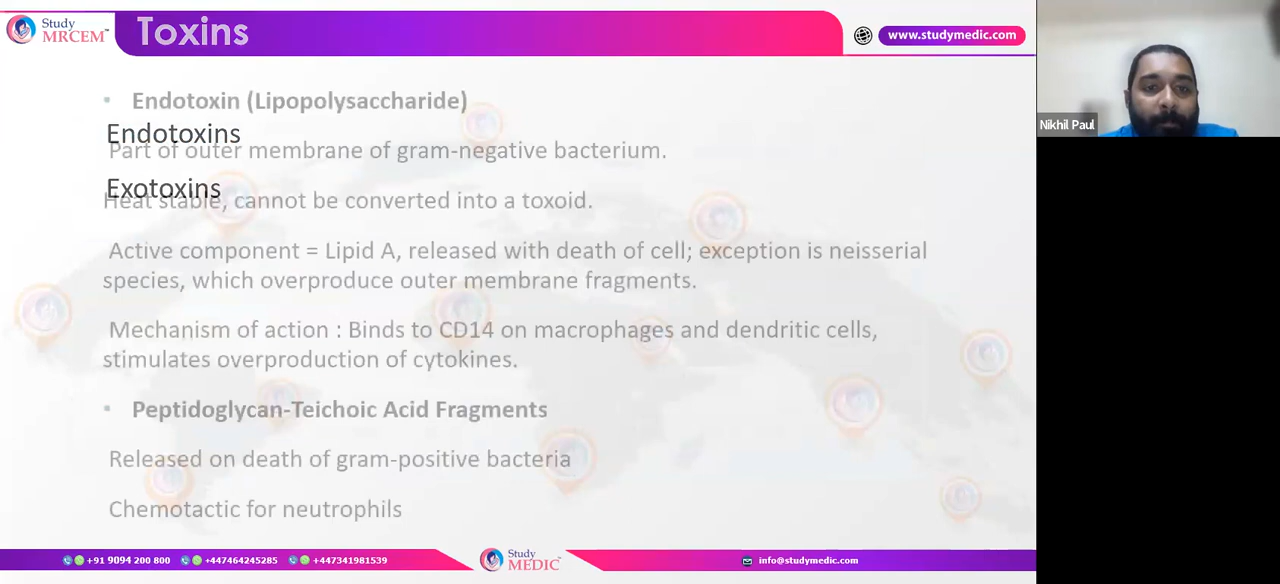 Study
MRCEM™
Toxins
www.studymedic.com
▪ Endotoxin (Lipopolysaccharide)
Endotoxins
Part of outer membrane of gram-negative bacterium.
Exotoxins
Heat stable, cannot be converted into a toxoid.
Active component = Lipid A, released with death of cell; exception is neisserial
species, which overproduce outer membrane fragments.
Mechanism of action : Binds to CD14 on macrophages and dendritic cells,
stimulates overproduction of cytokines.
▪ Peptidoglycan-Teichoic Acid Fragments
Released on death of gram-positive bacteria
Chemotactic for neutrophils
Nikhil Paul
+91 9094 200 800 +447464245285 +447341981539
Study
MEDIC
info@studymedic.com